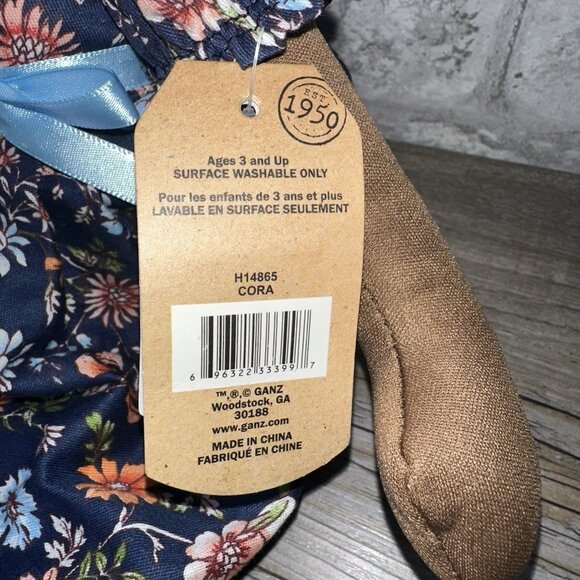 EST.
1950
Ages 3 and Up
SURFACE WASHABLE ONLY
Pour les enfants de 3 ans et plus
LAVABLE EN SURFACE SEULEMENT
H14865
CORA
6 96322 33399 7
™,®,© GANZ
Woodstock, GA
30188
www.ganz.com
MADE IN CHINA
FABRIQUÉ EN CHINE